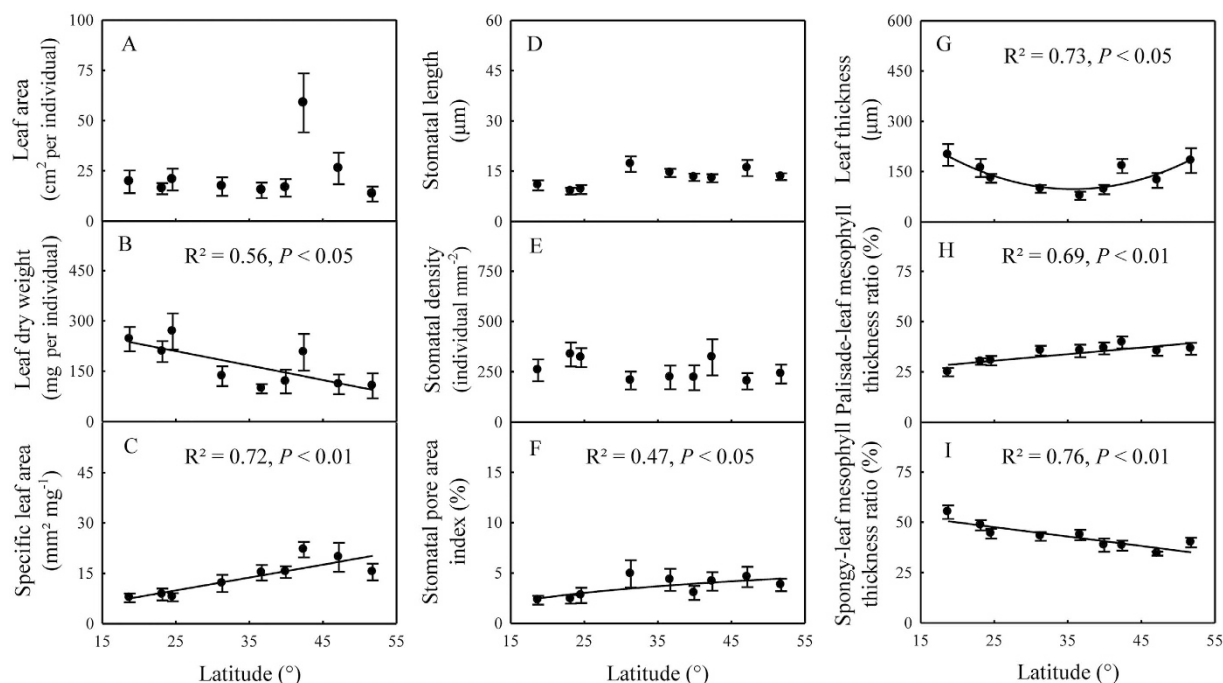 A
Leaf area
(cm² per individual)
100
75
50
25
0
B
R² = 0.56, P < 0.05
Leaf dry weight
(mg per individual)
450
300
150
0
C
R² = 0.72, P < 0.01
Specific leaf area
(mm² mg⁻¹)
45
30
15
0
15
25
35
45
55
Latitude (°)
D
Stomatal length
(μm)
60
45
30
15
0
E
Stomatal density
(individual mm⁻²)
750
500
250
0
F
R² = 0.47, P < 0.05
Stomatal pore area
index (%)
15
10
5
0
15
25
35
45
55
Latitude (°)
G
R² = 0.73, P < 0.05
Leaf thickness
(μm)
600
450
300
150
0
H
R² = 0.69, P < 0.01
Palisade-leaf mesophyll
thickness ratio (%)
75
50
25
0
I
R² = 0.76, P < 0.01
Spongy-leaf mesophyll
thickness ratio (%)
75
50
25
0
15
25
35
45
55
Latitude (°)